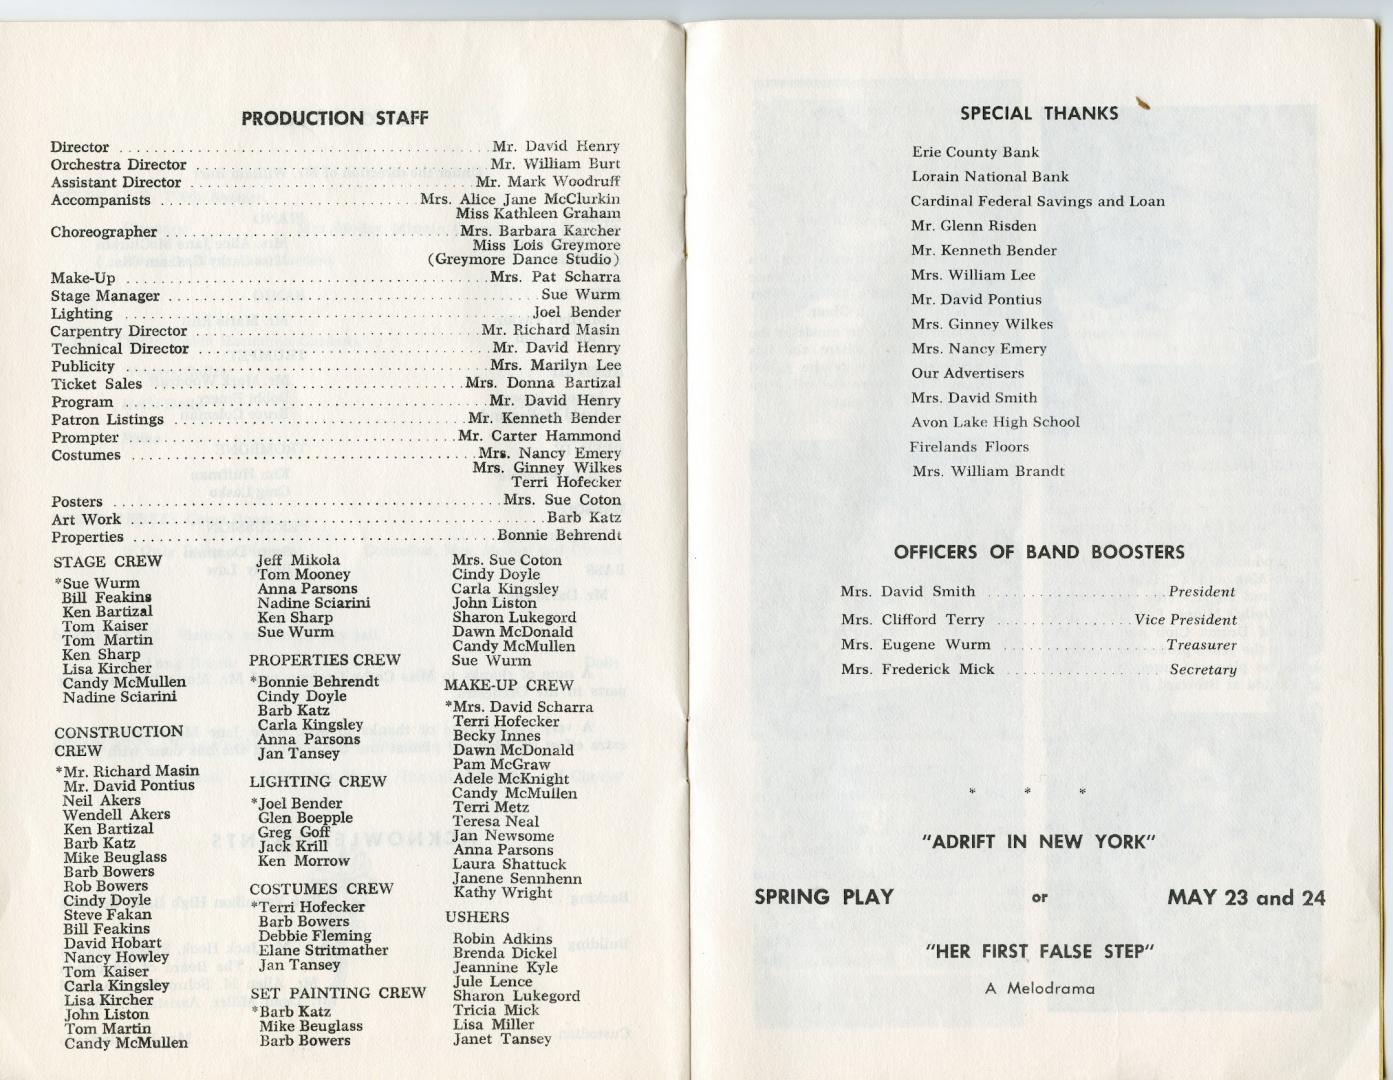 PRODUCTION STAFF
Director . . . . . . . . . . Mr. David Henry
Orchestra Director . . . . . . . . . . Mr. William Burt
Assistant Director . . . . . . . . . . Mr. Mark Woodruff
Accompanists . . . . . . . . . . Mrs. Alice Jane McClurkin
Miss Kathleen Graham
Choreographer . . . . . . . . . . Mrs. Barbara Karcher
Miss Lois Greymore
(Greymore Dance Studio)
Make-Up . . . . . . . . . . Mrs. Pat Scharra
Stage Manager . . . . . . . . . . Sue Wurm
Lighting . . . . . . . . . . Joel Bender
Carpentry Director . . . . . . . . . . Mr. Richard Masin
Technical Director . . . . . . . . . . Mr. David Henry
Publicity . . . . . . . . . . Mrs. Marilyn Lee
Ticket Sales . . . . . . . . . . Mrs. Donna Bartizal
Program . . . . . . . . . . Mr. David Henry
Patron Listings . . . . . . . . . . Mr. Kenneth Bender
Prompter . . . . . . . . . . Mr. Carter Hammond
Costumes . . . . . . . . . . Mrs. Nancy Emery
Mrs. Ginney Wilkes
Terri Hofecker
Posters . . . . . . . . . . Mrs. Sue Coton
Art Work . . . . . . . . . . Barb Katz
Properties . . . . . . . . . . Bonnie Behrendt
STAGE CREW
*Sue Wurm
Bill Feakins
Ken Bartizal
Tom Kaiser
Tom Martin
Ken Sharp
Lisa Kircher
Candy McMullen
Nadine Sciarini
CONSTRUCTION
CREW
*Mr. Richard Masin
Mr. David Pontius
Neil Akers
Wendell Akers
Ken Bartizal
Barb Katz
Mike Beuglass
Barb Bowers
Rob Bowers
Cindy Doyle
Steve Fakan
Bill Feakins
David Hobart
Nancy Howley
Tom Kaiser
Carla Kingsley
Lisa Kircher
John Liston
Tom Martin
Candy McMullen
Jeff Mikola
Tom Mooney
Anna Parsons
Nadine Sciarini
Ken Sharp
Sue Wurm
PROPERTIES CREW
*Bonnie Behrendt
Cindy Doyle
Barb Katz
Carla Kingsley
Anna Parsons
Jan Tansey
LIGHTING CREW
*Joel Bender
Glen Boepple
Greg Goff
Jack Krill
Ken Morrow
COSTUMES CREW
*Terri Hofecker
Barb Bowers
Debbie Fleming
Elane Stritmather
Jan Tansey
SET PAINTING CREW
*Barb Katz
Mike Beuglass
Barb Bowers
Mrs. Sue Coton
Cindy Doyle
Carla Kingsley
John Liston
Sharon Lukegord
Dawn McDonald
Candy McMullen
Sue Wurm
MAKE-UP CREW
*Mrs. David Scharra
Terri Hofecker
Becky Innes
Dawn McDonald
Pam McGraw
Adele McKnight
Candy McMullen
Terri Metz
Teresa Neal
Jan Newsome
Anna Parsons
Laura Shattuck
Janene Sennhenn
Kathy Wright
USHERS
Robin Adkins
Brenda Dickel
Jeannine Kyle
Jule Lence
Sharon Lukegord
Tricia Mick
Lisa Miller
Janet Tansey
SPECIAL THANKS
Erie County Bank
Lorain National Bank
Cardinal Federal Savings and Loan
Mr. Glenn Risden
Mr. Kenneth Bender
Mrs. William Lee
Mr. David Pontius
Mrs. Ginney Wilkes
Mrs. Nancy Emery
Our Advertisers
Mrs. David Smith
Avon Lake High School
Firelands Floors
Mrs. William Brandt
OFFICERS OF BAND BOOSTERS
Mrs. David Smith . . . . . . . . . . President
Mrs. Clifford Terry . . . . . . . . . . Vice President
Mrs. Eugene Wurm . . . . . . . . . . Treasurer
Mrs. Frederick Mick . . . . . . . . . . Secretary
* * *
"ADRIFT IN NEW YORK"
SPRING PLAY or MAY 23 and 24
"HER FIRST FALSE STEP"
A Melodrama